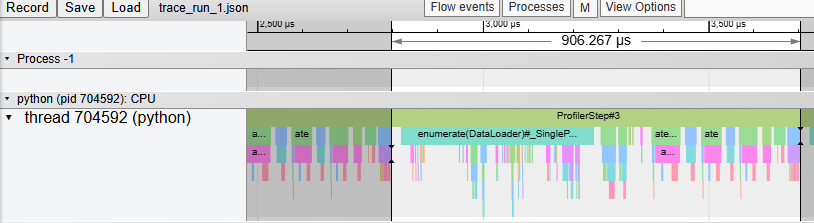 Record Save Load trace_run_1.json Flow events Processes M View Options
2,500 µs 3,000 µs 3,500 µs
906.267 µs
Process -1
python (pid 704592): CPU
thread 704592 (python) ProfilerStep#3
a... ate enumerate(DataLoader)#_SingleP... ate... ate
a... a...